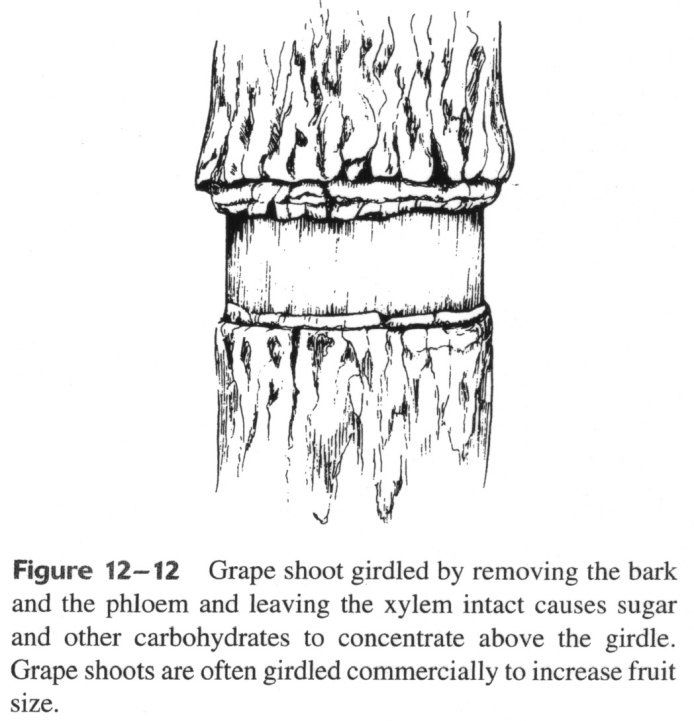 Figure 12–12 Grape shoot girdled by removing the bark
and the phloem and leaving the xylem intact causes sugar
and other carbohydrates to concentrate above the girdle.
Grape shoots are often girdled commercially to increase fruit
size.